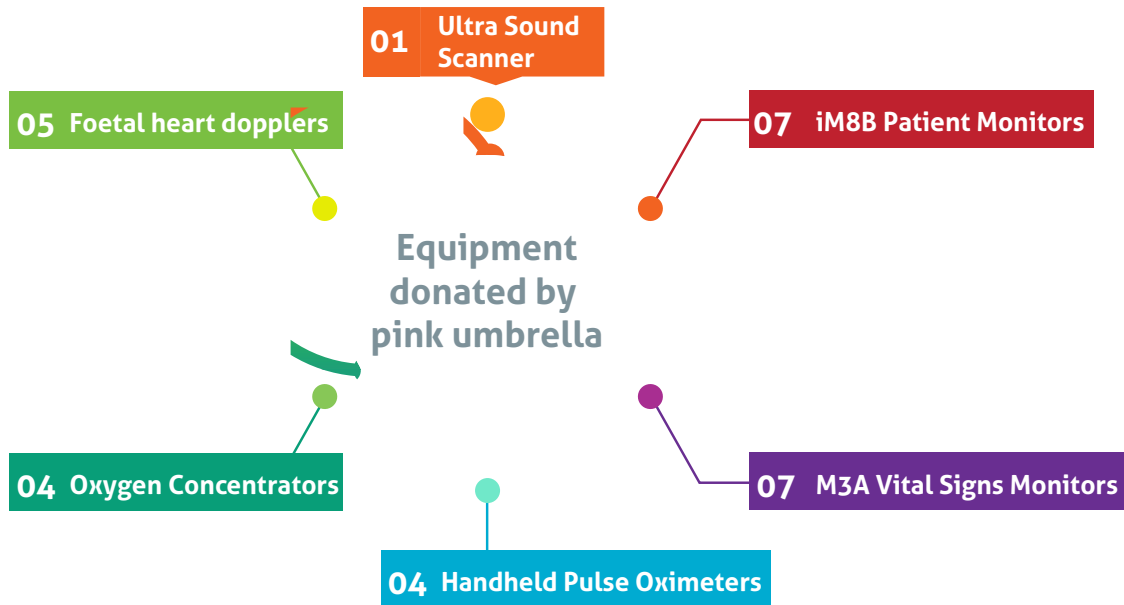 01 Ultra Sound
Scanner
05 Foetal heart dopplers
07 iM8B Patient Monitors
Equipment
donated by
pink umbrella
04 Oxygen Concentrators
07 M3A Vital Signs Monitors
04 Handheld Pulse Oximeters